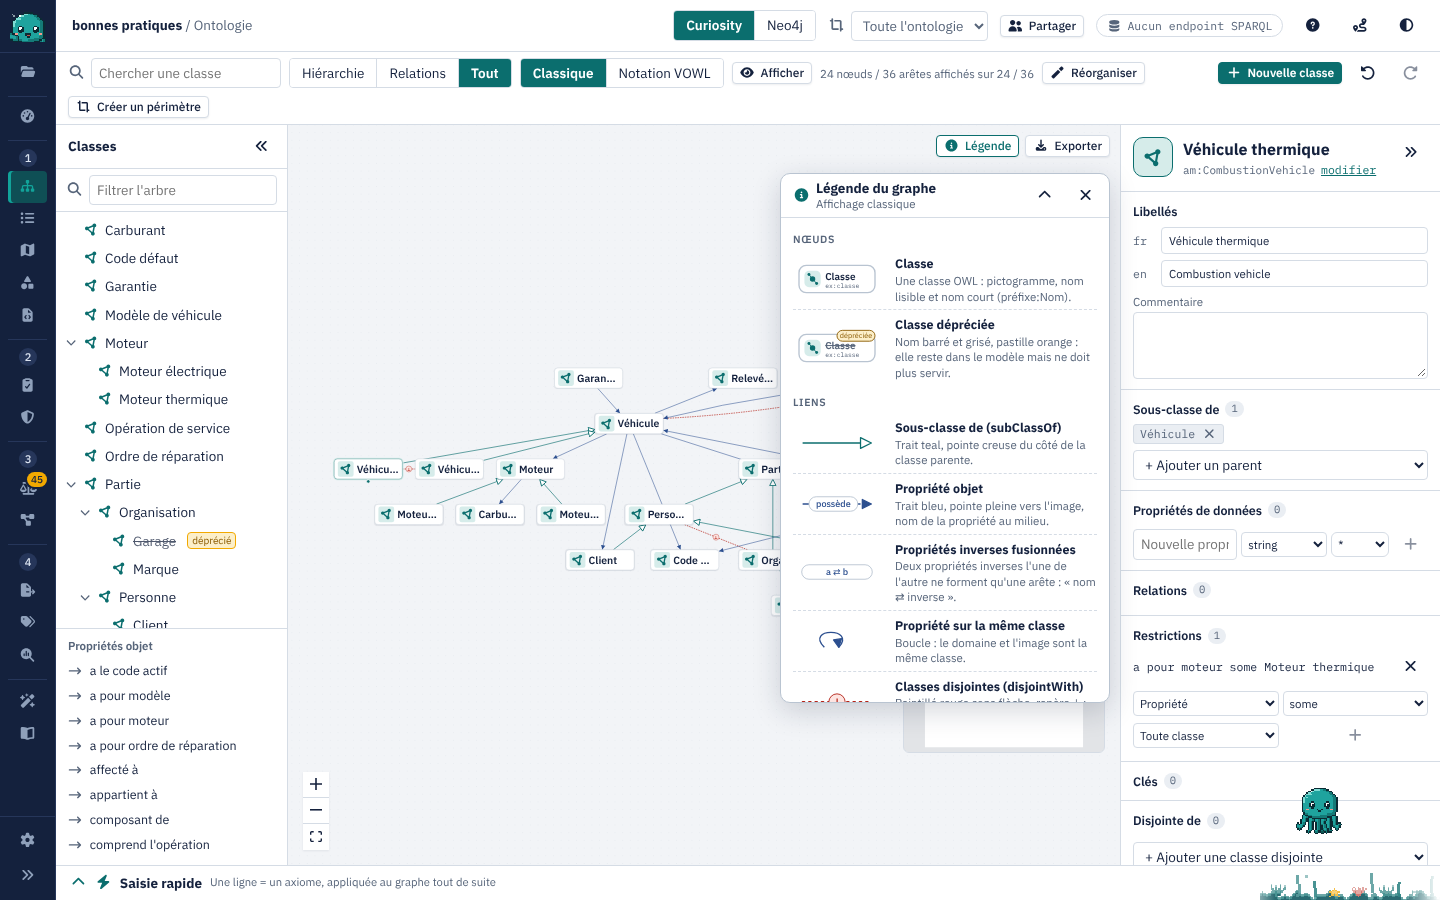 bonnes pratiques / Ontologie
Curiosity
Neo4j
Toute l'ontologie
Partager
Aucun endpoint SPARQL
Chercher une classe
Hiérarchie
Relations
Tout
Classique
Notation VOWL
Afficher
24 nœuds / 36 arêtes affichés sur 24 / 36
Réorganiser
Nouvelle classe
Créer un périmètre
1
2
3
45
4
Classes
Filtrer l'arbre
Carburant
Code défaut
Garantie
Modèle de véhicule
Moteur
Moteur électrique
Moteur thermique
Opération de service
Ordre de réparation
Partie
Organisation
Garage déprécié
Marque
Personne
Client
Propriétés objet
a le code actif
a pour modèle
a pour moteur
a pour ordre de réparation
affecté à
appartient à
composant de
comprend l'opération
Légende
Exporter
Garan...
Relevé...
Véhicule
Véhicu...
Véhicu...
Moteur
Part
Moteu...
Carbu...
Moteu...
Perso...
Client
Code ...
Orga
Légende du graphe
Affichage classique
NŒUDS
Classe
ex:classe
Classe
Une classe OWL : pictogramme, nom
lisible et nom court (préfixe:Nom).
dépréciée
Classe
ex:classe
Classe dépréciée
Nom barré et grisé, pastille orange :
elle reste dans le modèle mais ne doit
plus servir.
LIENS
Sous-classe de (subClassOf)
Trait teal, pointe creuse du côté de la
classe parente.
possède
Propriété objet
Trait bleu, pointe pleine vers l'image,
nom de la propriété au milieu.
a ⇄ b
Propriétés inverses fusionnées
Deux propriétés inverses l'une de
l'autre ne forment qu'une arête : « nom
⇄ inverse ».
Propriété sur la même classe
Boucle : le domaine et l'image sont la
même classe.
Classes disjointes (disjointWith)
Véhicule thermique
am:CombustionVehicle modifier
Libellés
fr Véhicule thermique
en Combustion vehicle
Commentaire
Sous-classe de 1
Véhicule
+ Ajouter un parent
Propriétés de données 0
Nouvelle propr
string
*
Relations 0
Restrictions 1
a pour moteur some Moteur thermique
Propriété
some
Toute classe
Clés 0
Disjointe de 0
+ Ajouter une classe disjointe
Saisie rapide Une ligne = un axiome, appliquée au graphe tout de suite